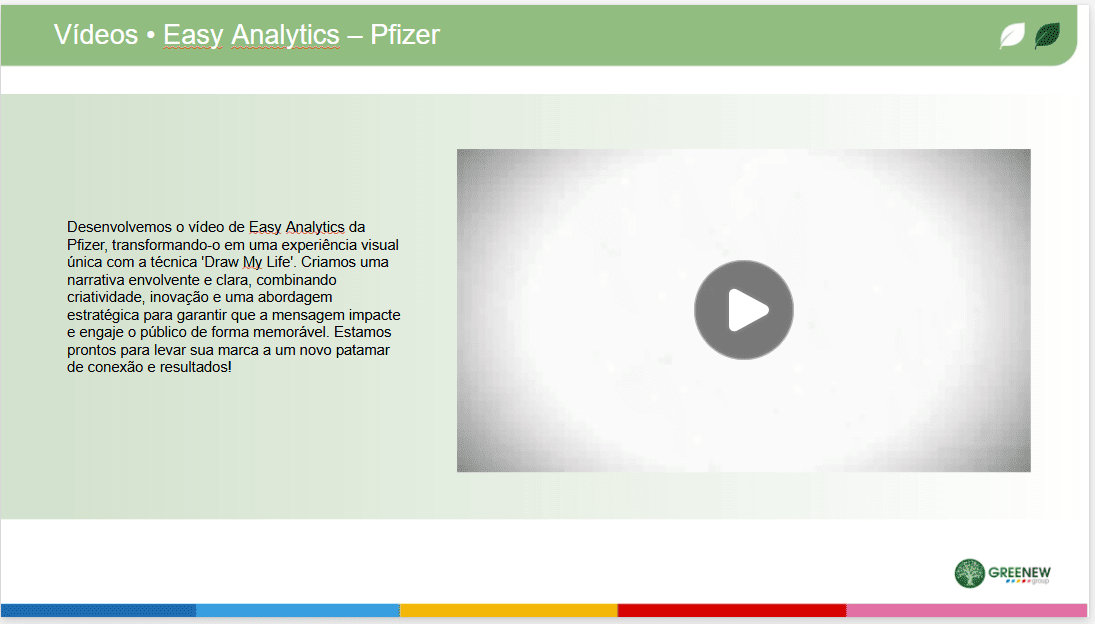 Vídeos • Easy Analytics – Pfizer
Desenvolvemos o vídeo de Easy Analytics da
Pfizer, transformando-o em uma experiência visual
única com a técnica 'Draw My Life'. Criamos uma
narrativa envolvente e clara, combinando
criatividade, inovação e uma abordagem
estratégica para garantir que a mensagem impacte
e engaje o público de forma memorável. Estamos
prontos para levar sua marca a um novo patamar
de conexão e resultados!
GREENEW
group